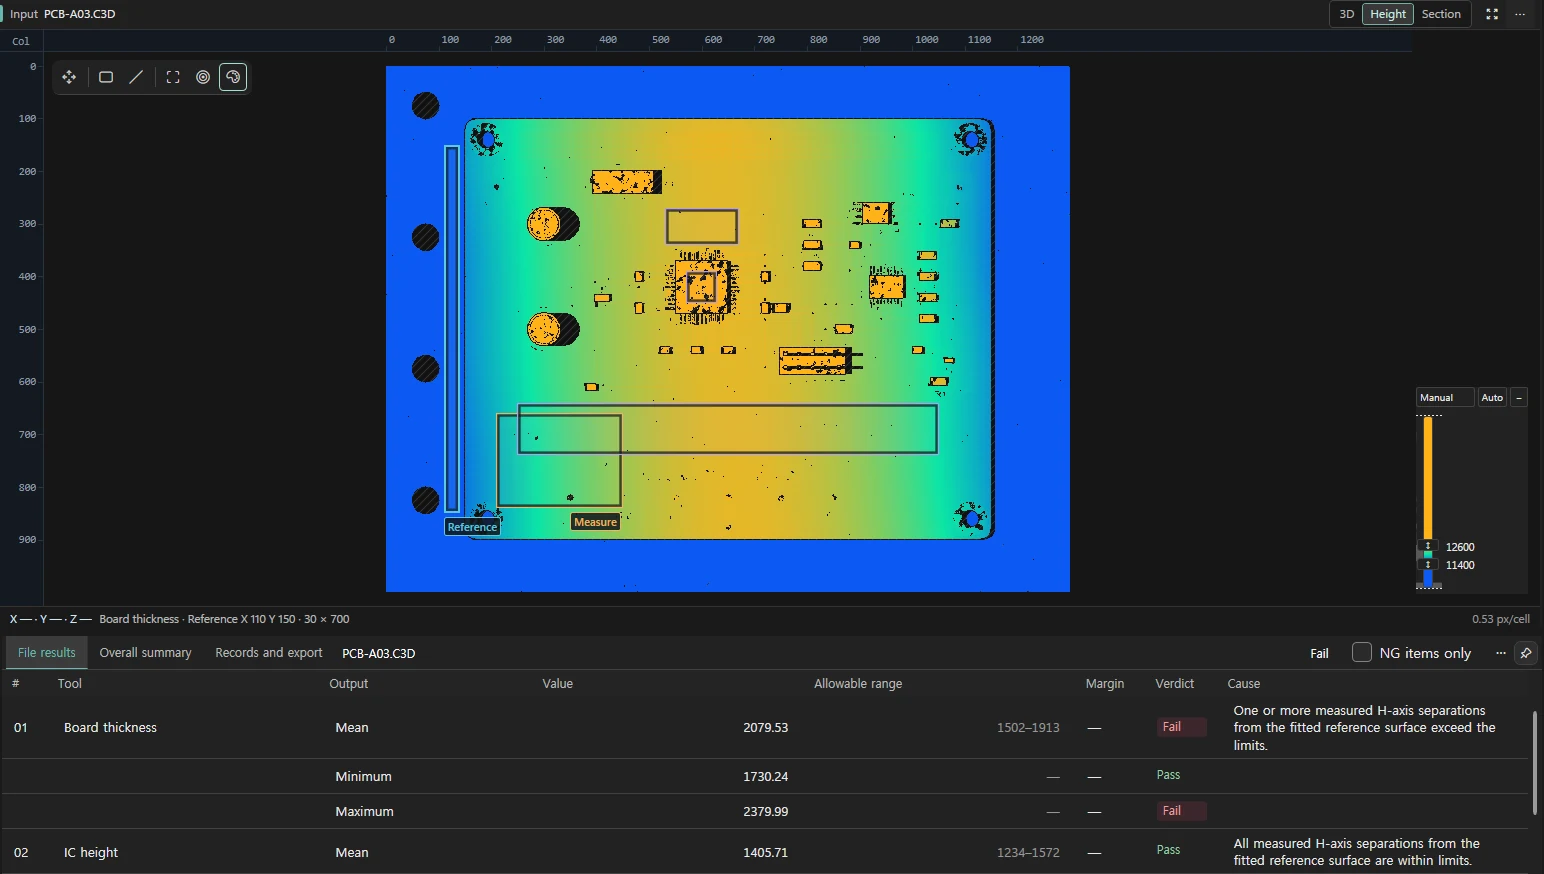 Input PCB-A03.C3D
3D Height Section ···
Col 0 100 200 300 400 500 600 700 800 900 1000 1100 1200
0
100
200
300
400
500
600
700
800
900
Reference
Measure
Manual Auto –
12600
11400
X — · Y — · Z — Board thickness · Reference X 110 Y 150 · 30 × 700
0.53 px/cell
File results Overall summary Records and export PCB-A03.C3D Fail NG items only ···
# Tool Output Value Allowable range Margin Verdict Cause
01 Board thickness Mean 2079.53 1502–1913 — Fail
One or more measured H-axis separations
from the fitted reference surface exceed the
limits.
Minimum 1730.24 — — Pass
Maximum 2379.99 — — Fail
02 IC height Mean 1405.71 1234–1572 — Pass
All measured H-axis separations from the
fitted reference surface are within limits.